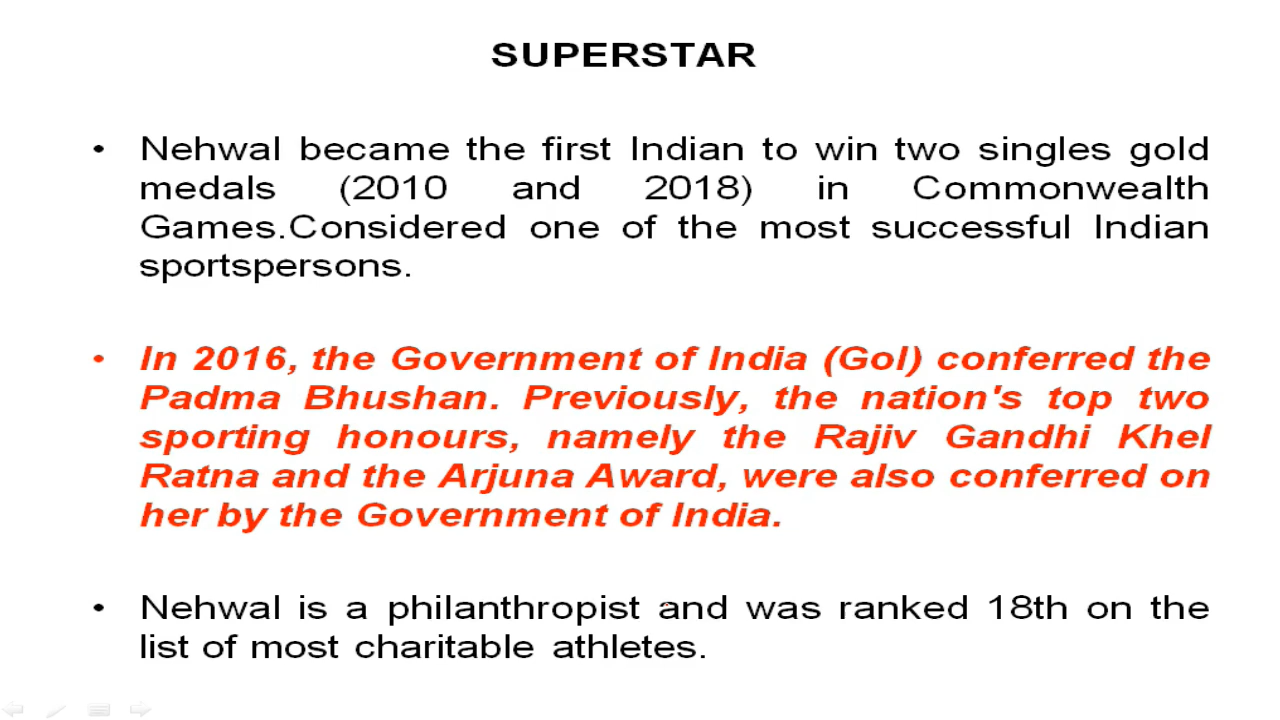 SUPERSTAR
• Nehwal became the first Indian to win two singles gold
medals (2010 and 2018) in Commonwealth
Games.Considered one of the most successful Indian
sportspersons.
• In 2016, the Government of India (GoI) conferred the
Padma Bhushan. Previously, the nation's top two
sporting honours, namely the Rajiv Gandhi Khel
Ratna and the Arjuna Award, were also conferred on
her by the Government of India.
• Nehwal is a philanthropist and was ranked 18th on the
list of most charitable athletes.